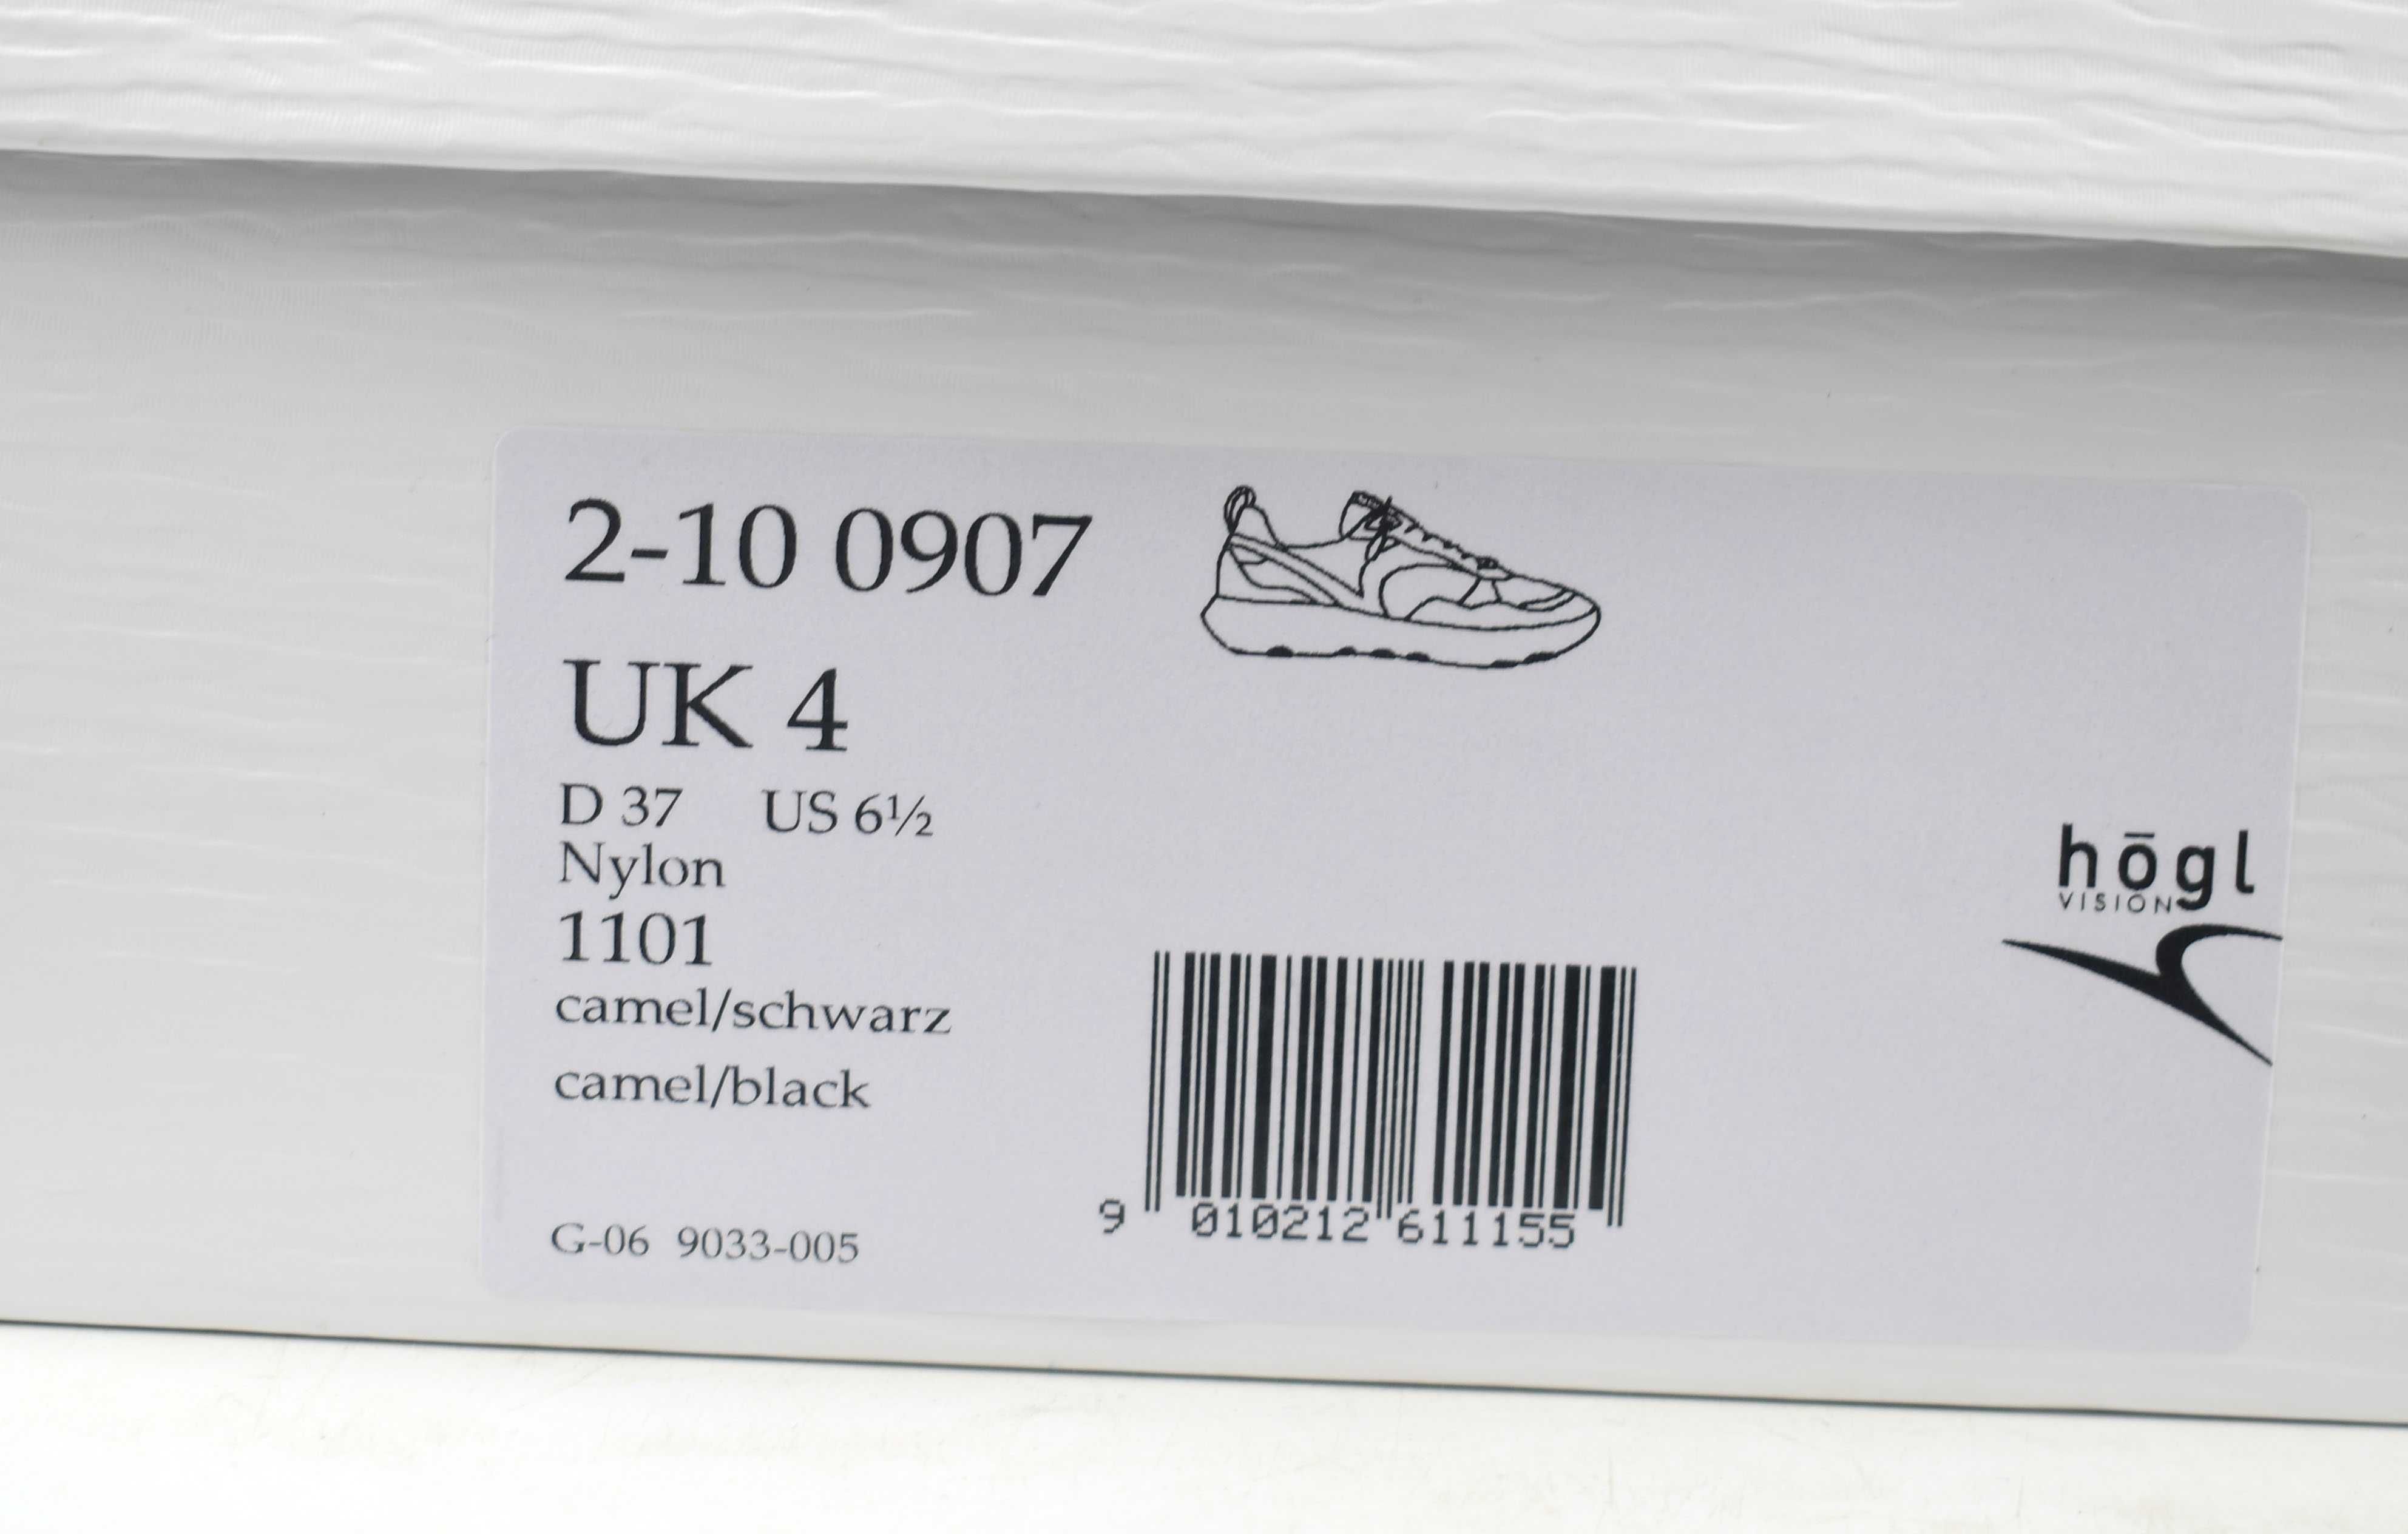 2-10 0907
UK 4
D 37 US 6½
Nylon
1101
camel/schwarz
camel/black
G-06 9033-005
9 010212 611155
hōgl
VISION